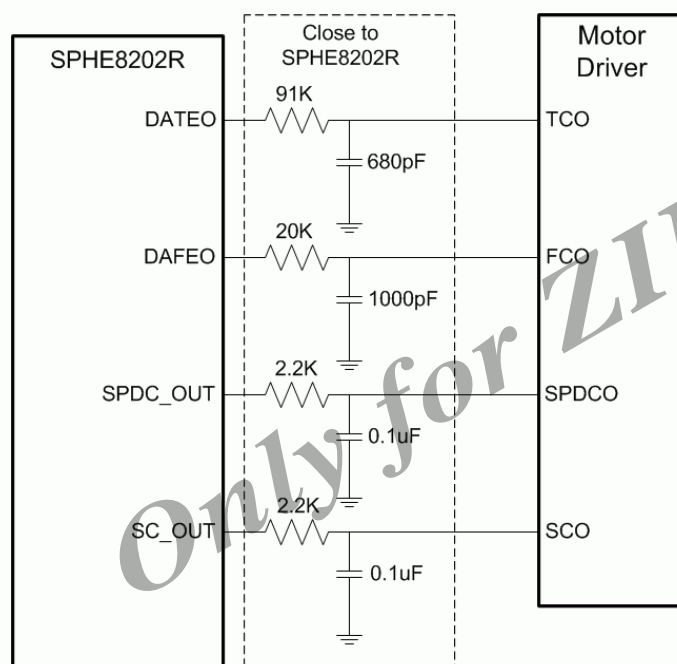 SPHE8202R
Close to
SPHE8202R
Motor
Driver
DATEO
91K
680pF
TCO
DAFEO
20K
1000pF
FCO
SPDC_OUT
2.2K
0.1uF
SPDCO
SC_OUT
2.2K
0.1uF
SCO
Only for